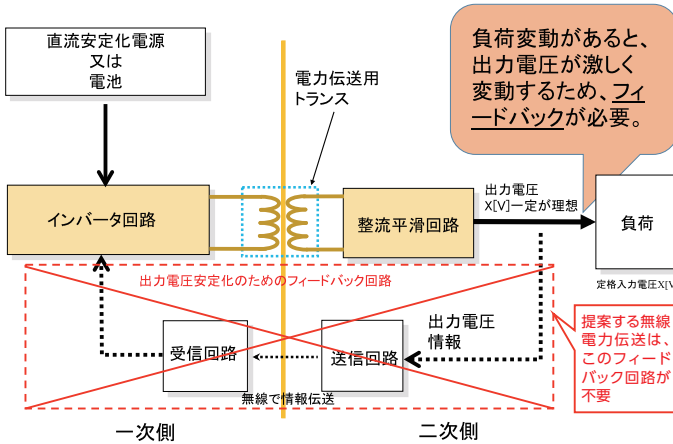 直流安定化電源
又は
電池
電力伝送用
トランス
負荷変動があると、
出力電圧が激しく
変動するため、フィ
ードバックが必要。
インバータ回路
整流平滑回路
出力電圧
X[V]一定が理想
負荷
定格入力電圧X[V
出力電圧安定化のためのフィードバック回路
受信回路
送信回路
出力電圧
情報
無線で情報伝送
提案する無線
電力伝送は、
このフィード
バック回路が
不要
一次側
二次側